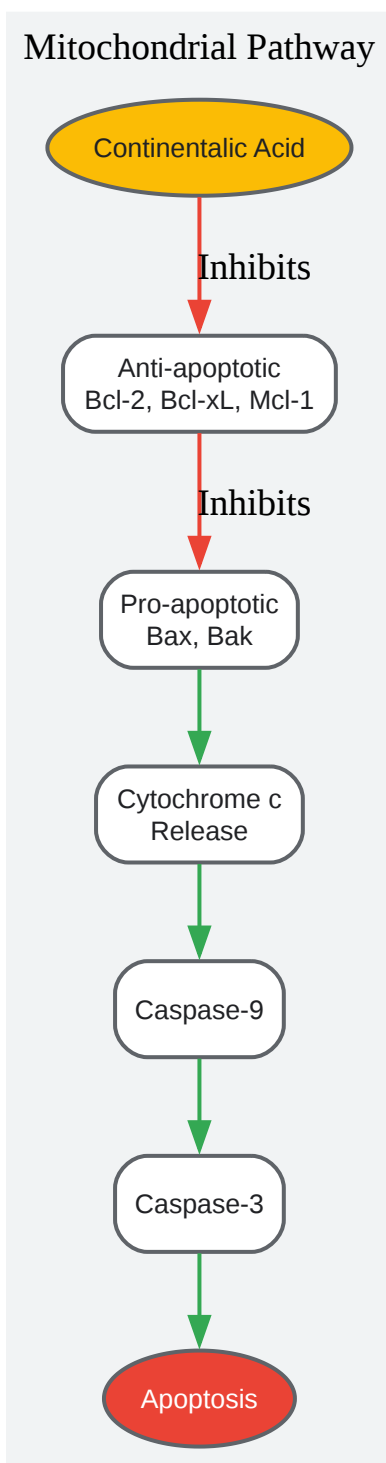 Mitochondrial Pathway
Continentalic Acid
Inhibits
Anti-apoptotic
Bcl-2, Bcl-xL, Mcl-1
Inhibits
Pro-apoptotic
Bax, Bak
Cytochrome c
Release
Caspase-9
Caspase-3
Apoptosis